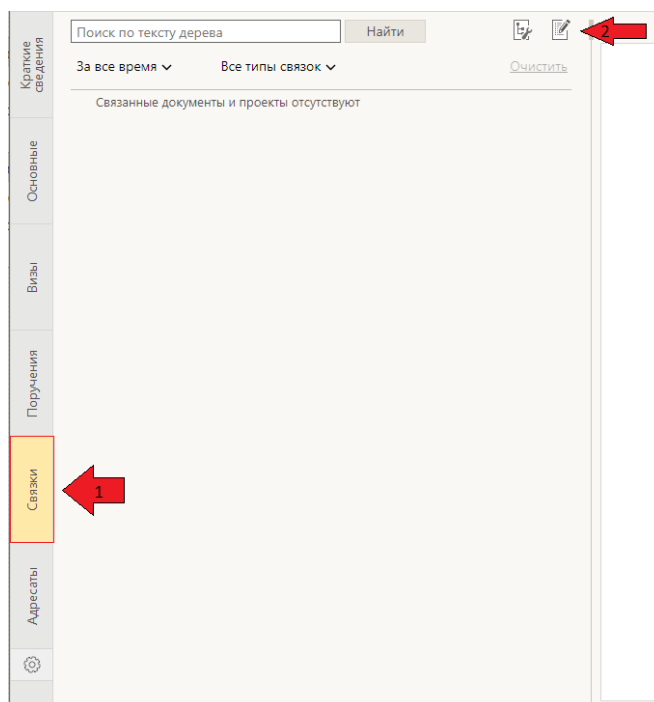 Краткие
сведения
Основные
Визы
Поручения
Связки
Адресаты
Поиск по тексту дерева
Найти
2
За все время
Все типы связок
Очистить
Связанные документы и проекты отсутствуют
1